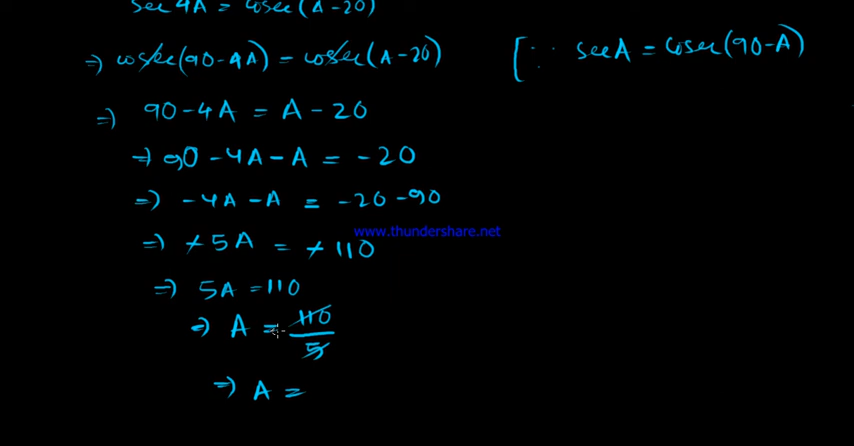 sec 4A = cosec (A-20)
⇒ cosec(90-4A) = cosec(A-20)
[∵ secA = cosec(90-A)
⇒ 90-4A = A-20
⇒ 90-4A-A = -20
⇒ -4A-A = -20-90
www.thundershare.net
⇒ -5A = -110
⇒ 5A = 110
⇒ A = 110/5
⇒ A =